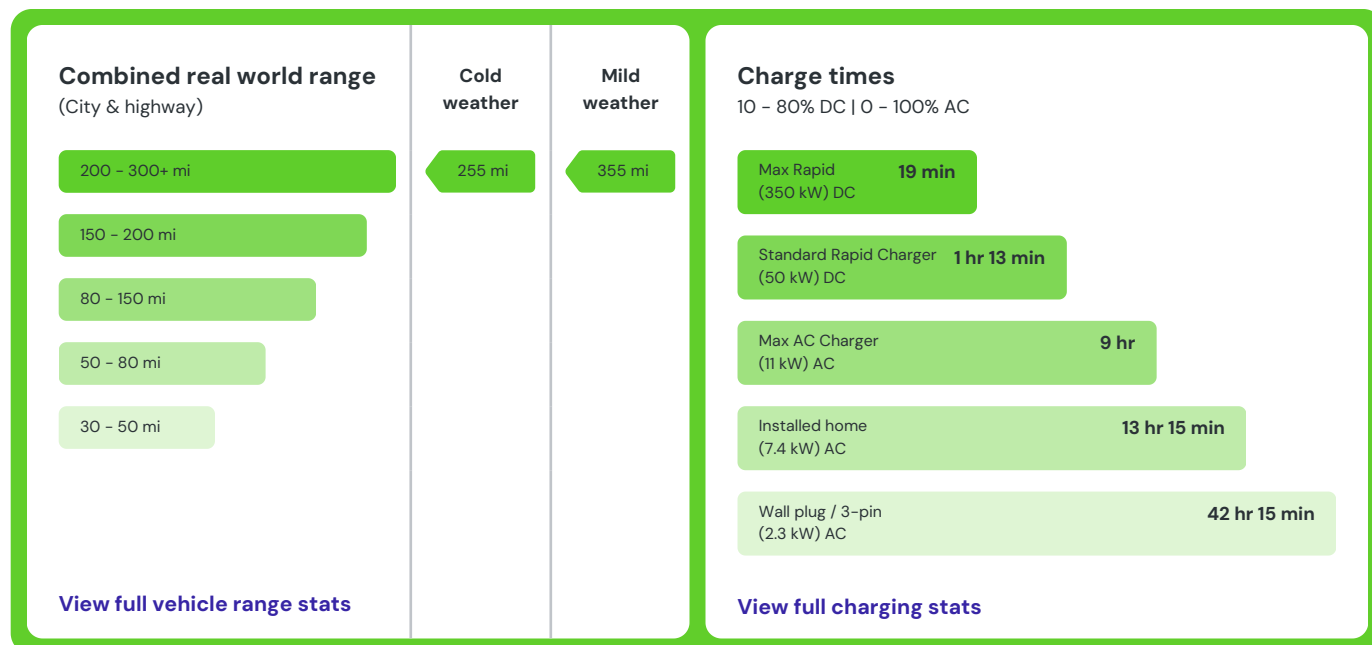 Combined real world range
(City & highway)
Cold
weather
Mild
weather
200 - 300+ mi
255 mi
355 mi
150 - 200 mi
80 - 150 mi
50 - 80 mi
30 - 50 mi
View full vehicle range stats
Charge times
10 - 80% DC | 0 - 100% AC
Max Rapid
(350 kW) DC
19 min
Standard Rapid Charger
(50 kW) DC
1 hr 13 min
Max AC Charger
(11 kW) AC
9 hr
Installed home
(7.4 kW) AC
13 hr 15 min
Wall plug / 3-pin
(2.3 kW) AC
42 hr 15 min
View full charging stats